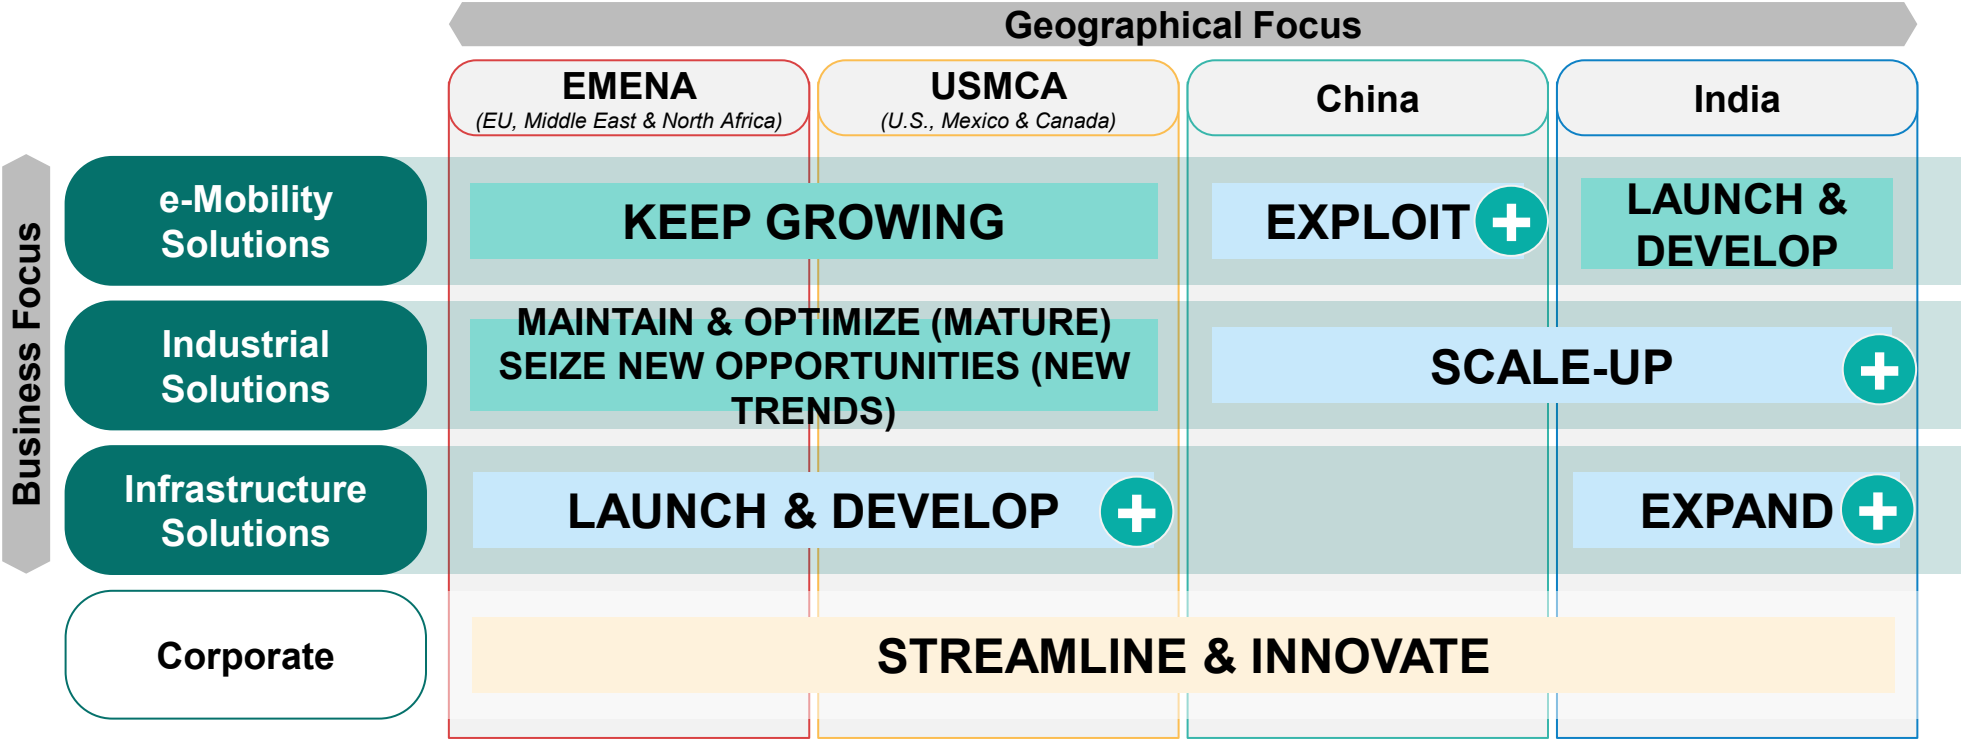 Geographical Focus
EMENA
(EU, Middle East & North Africa)
USMCA
(U.S., Mexico & Canada)
China
India
Business Focus
e-Mobility
Solutions
KEEP GROWING
EXPLOIT
+
LAUNCH &
DEVELOP
Industrial
Solutions
MAINTAIN & OPTIMIZE (MATURE)
SEIZE NEW OPPORTUNITIES (NEW
TRENDS)
SCALE-UP
+
Infrastructure
Solutions
LAUNCH & DEVELOP
+
EXPAND
+
Corporate
STREAMLINE & INNOVATE